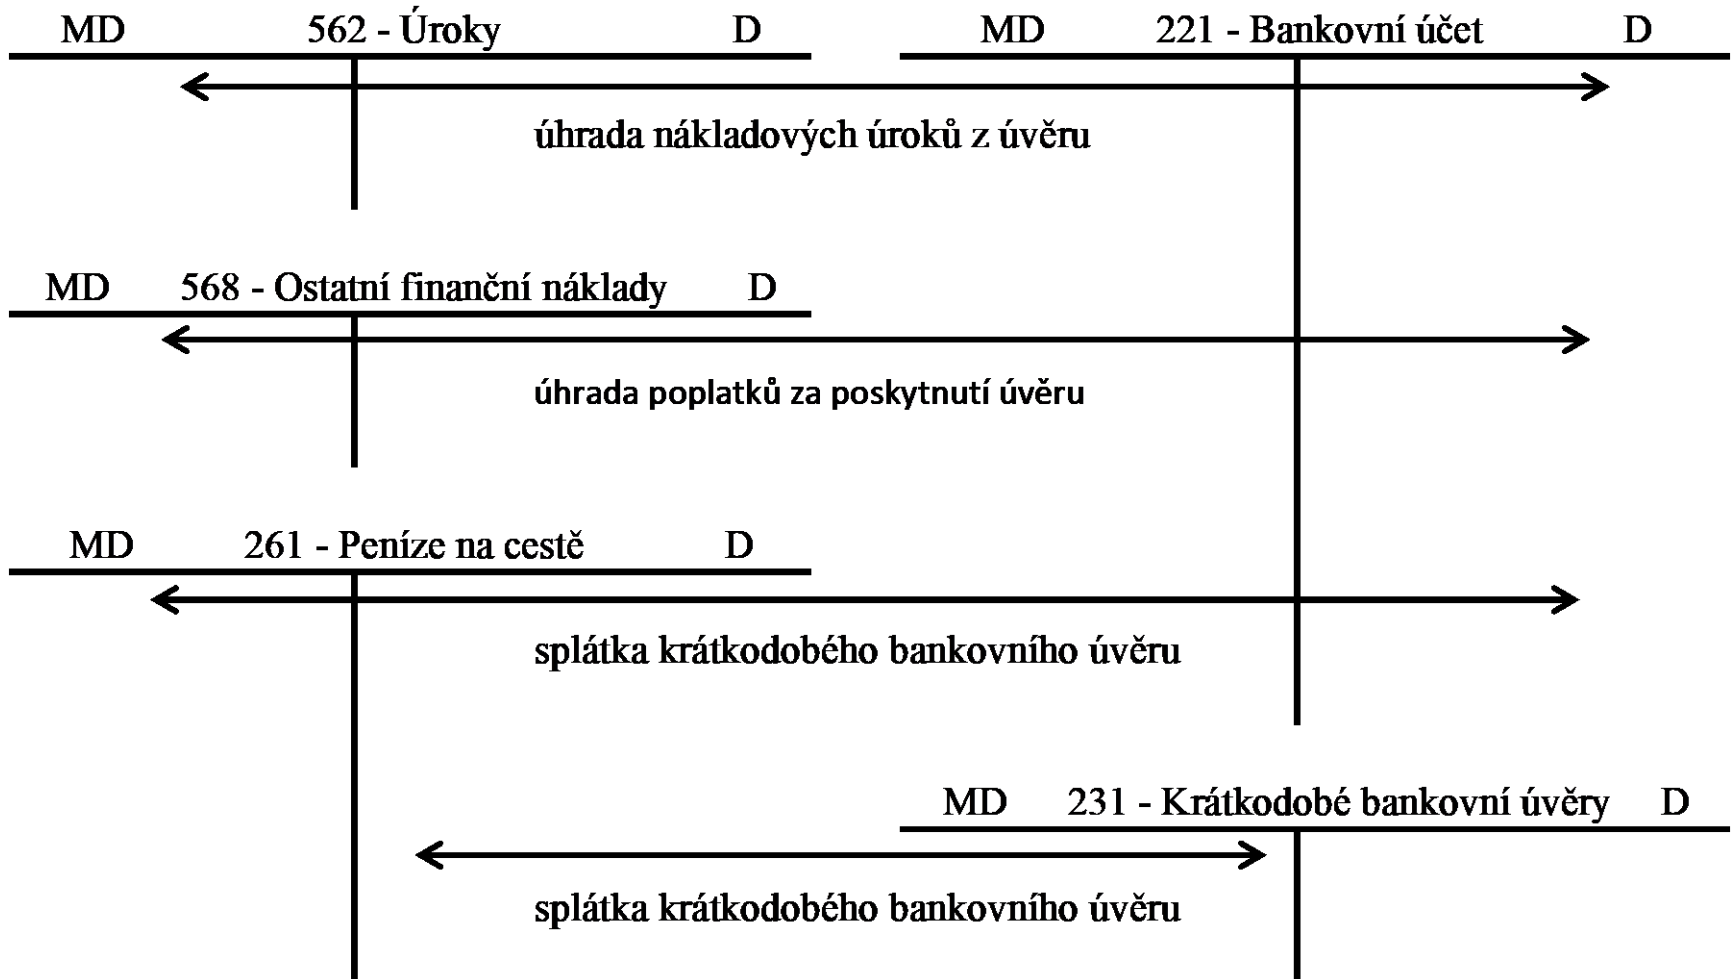 MD 562 - Úroky D MD 221 - Bankovní účet D
úhrada nákladových úroků z úvěru
MD 568 - Ostatní finanční náklady D
úhrada poplatků za poskytnutí úvěru
MD 261 - Peníze na cestě D
splátka krátkodobého bankovního úvěru
MD 231 - Krátkodobé bankovní úvěry D
splátka krátkodobého bankovního úvěru